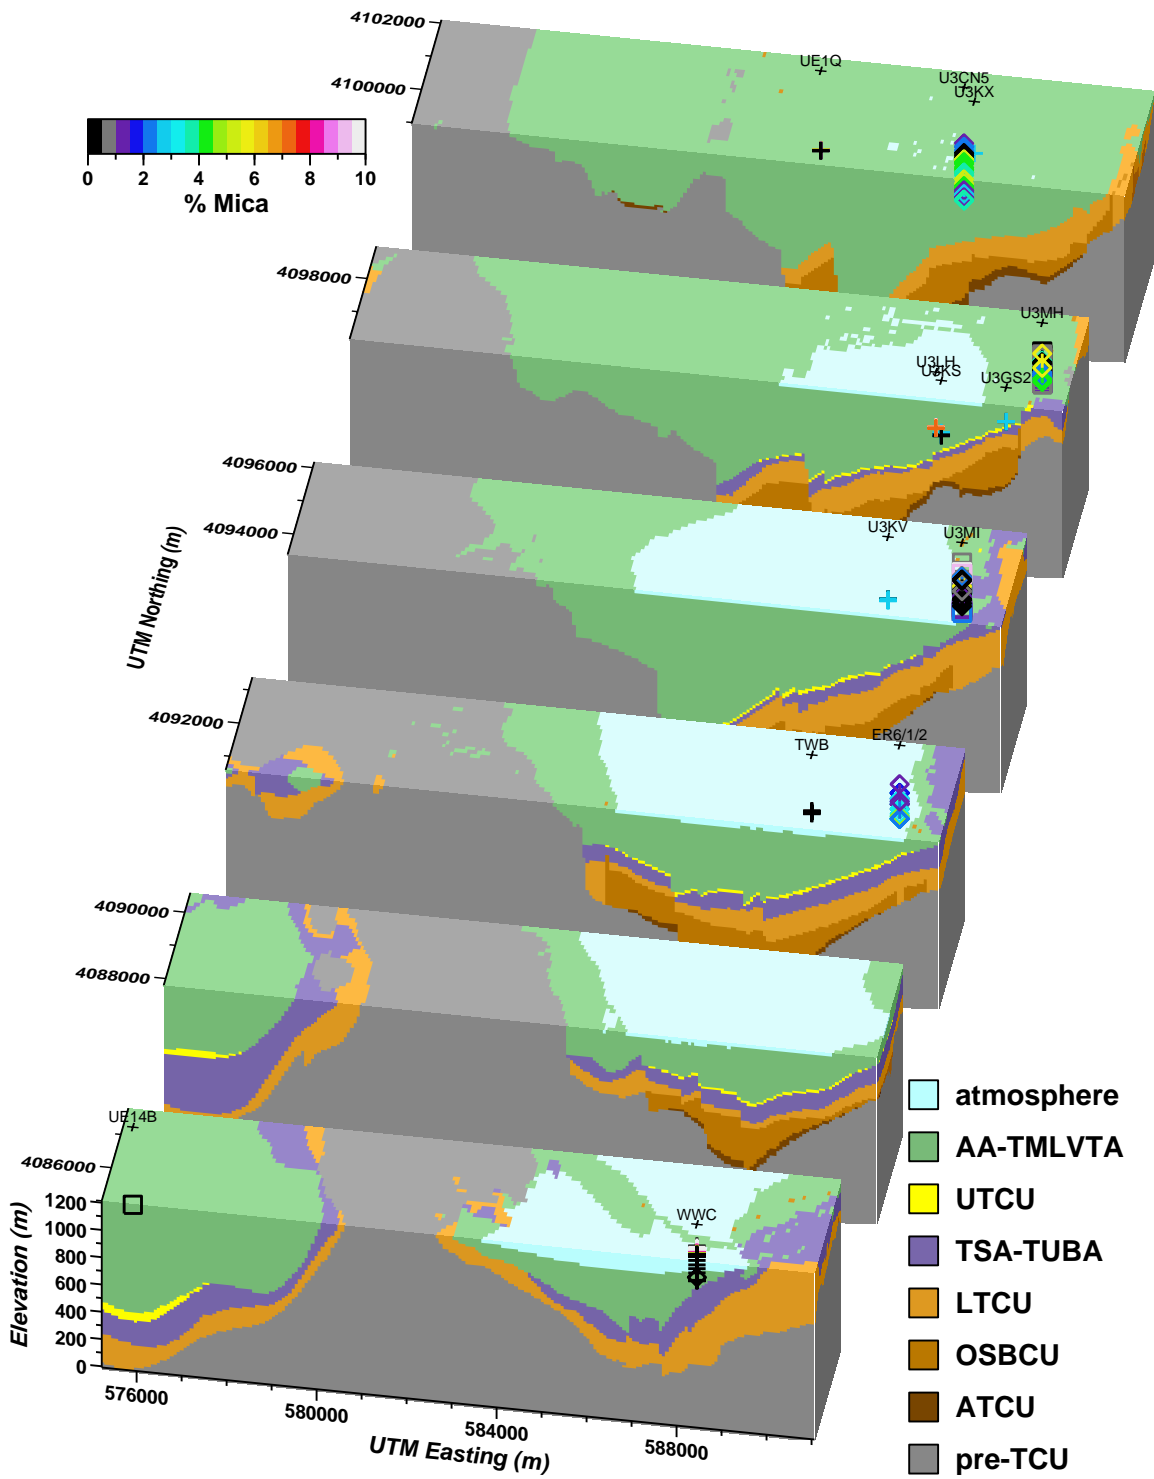 4102000
UE1Q
U3CN5
4100000
U3KX
0 2 4 6 8 10
% Mica
4098000
U3MH
U3LH
U3KS
U3GS2
4096000
U3KV
U3MI
4094000
UTM Northing (m)
4092000
TWB
ER6/1/2
4090000
4088000
UE14B
4086000
WWC
1200
1000
800
600
400
200
0
Elevation (m)
576000
580000
584000
588000
UTM Easting (m)
atmosphere
AA-TMLVTA
UTCU
TSA-TUBA
LTCU
OSBCU
ATCU
pre-TCU